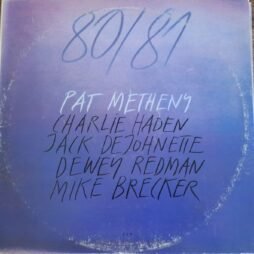 80/81
PAT METHENY
CHARLIE HADEN
JACK DEJOHNETTE
DEWEY REDMAN
MIKE BRECKER